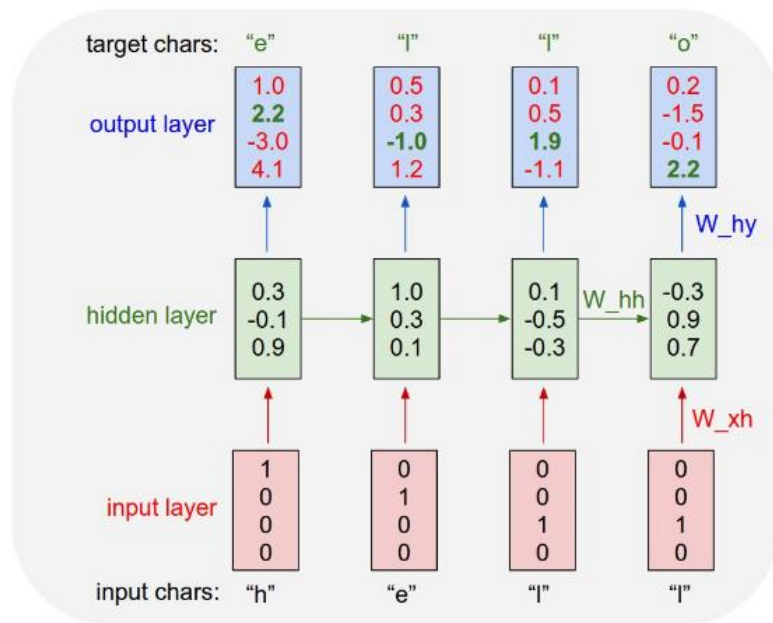 target chars: “e” “l” “l” “o”
1.0 0.5 0.1 0.2
2.2 0.3 0.5 -1.5
output layer
-3.0 -1.0 1.9 -0.1
4.1 1.2 -1.1 2.2
W_hy
0.3 1.0 0.1 W_hh -0.3
hidden layer -0.1 0.3 -0.5 0.9
0.9 0.1 -0.3 0.7
W_xh
1 0 0 0
0 1 0 0
input layer
0 0 1 1
0 0 0 0
input chars: “h” “e” “l” “l”